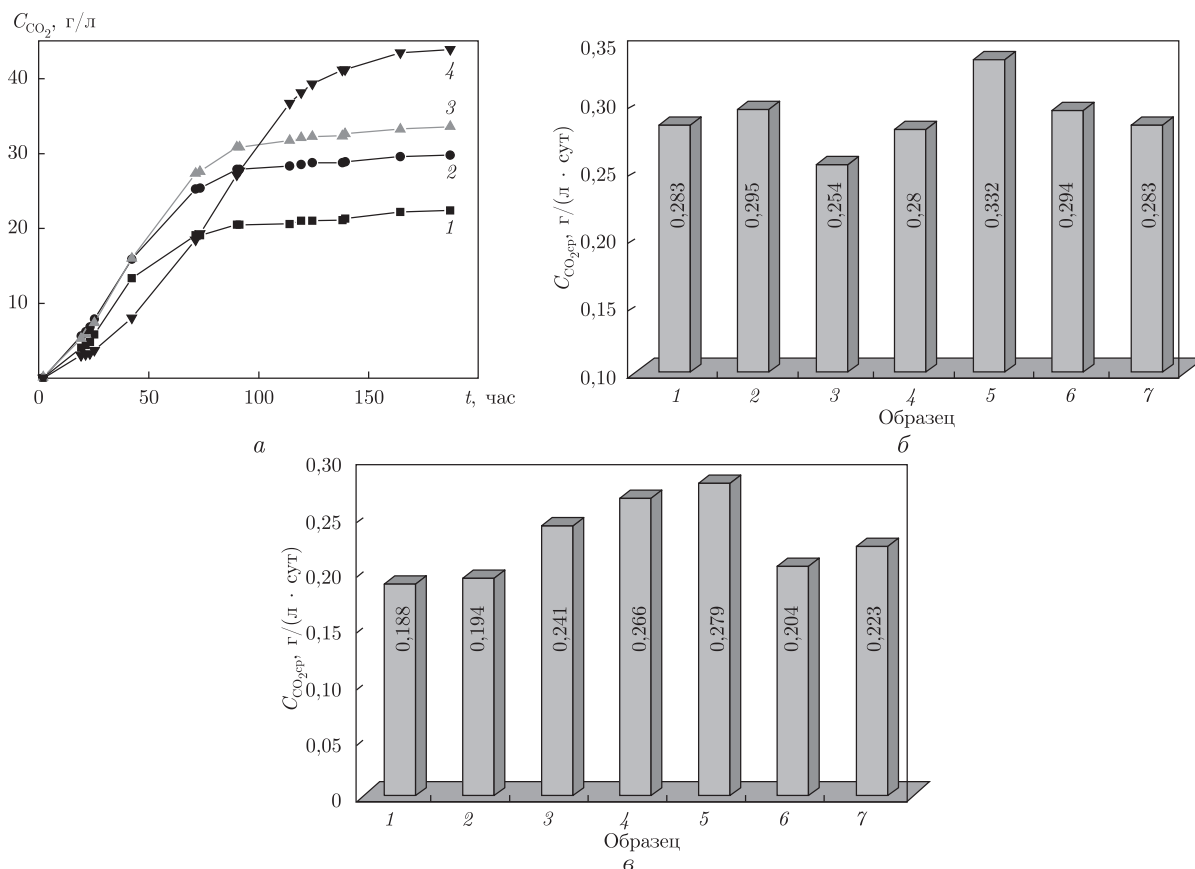 C_CO₂, г/л
40
30
20
10
0 50 100 150 t, час
4
3
2
1
а
C_CO₂ср, г/(л · сут)
0,35
0,30
0,25
0,20
0,15
0,10
0,283 0,295 0,254 0,28 0,332 0,294 0,283
1 2 3 4 5 6 7
Образец
б
C_CO₂ср, г/(л · сут)
0,30
0,25
0,20
0,15
0,10
0,05
0
0,188 0,194 0,241 0,266 0,279 0,204 0,223
1 2 3 4 5 6 7
Образец
в